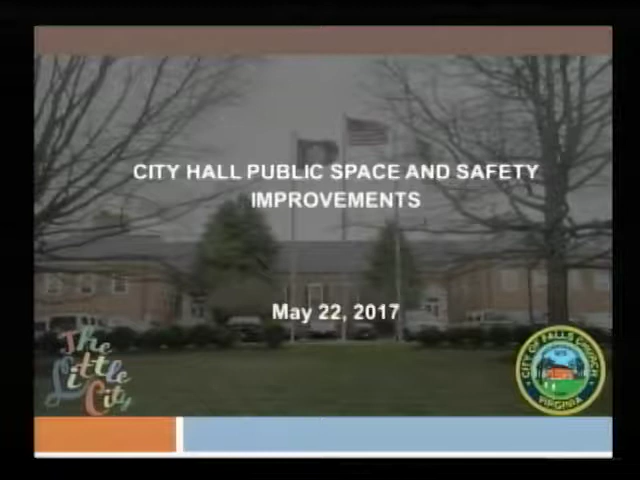 CITY HALL PUBLIC SPACE AND SAFETY
IMPROVEMENTS
May 22, 2017
The
Little
City
CITY OF FALLS CHURCH
VIRGINIA